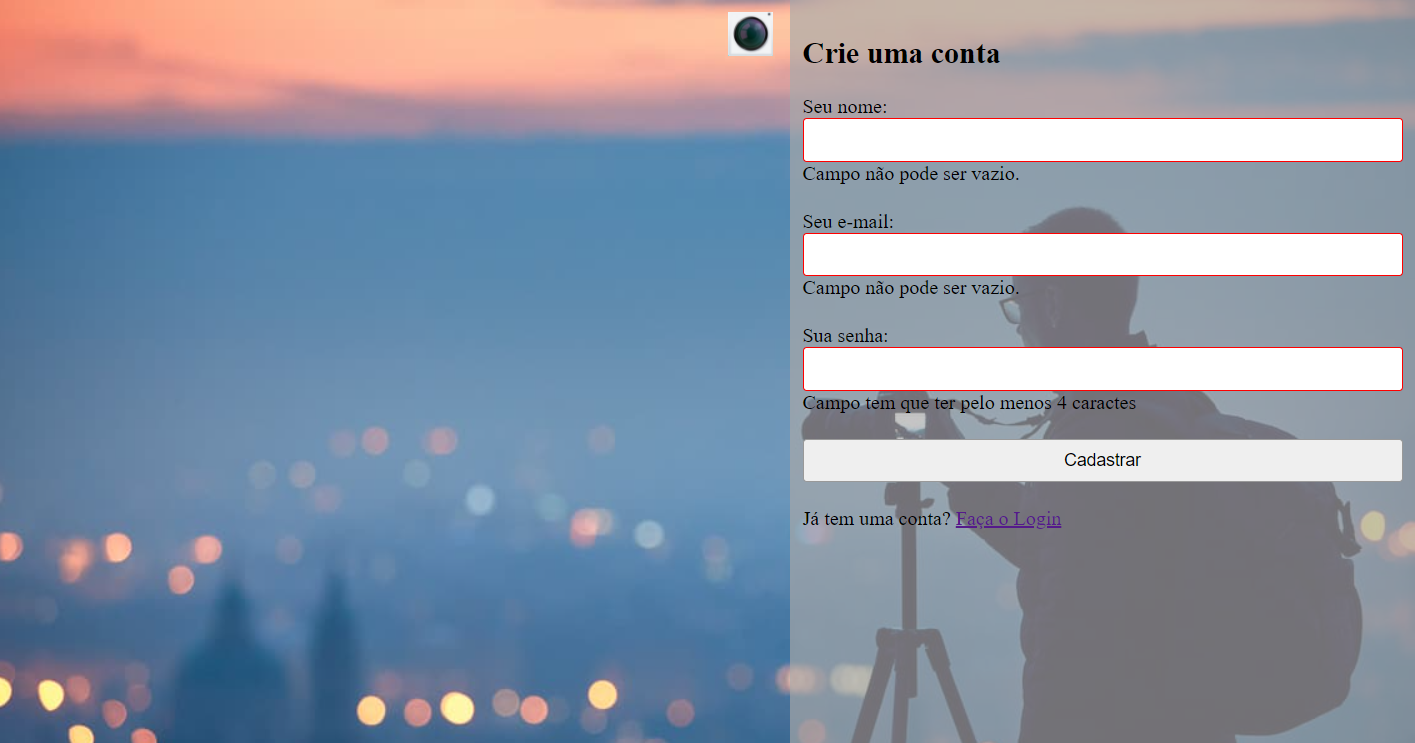 Crie uma conta
Seu nome:
Campo não pode ser vazio.
Seu e-mail:
Campo não pode ser vazio.
Sua senha:
Campo tem que ter pelo menos 4 caractes
Cadastrar
Já tem uma conta? Faça o Login